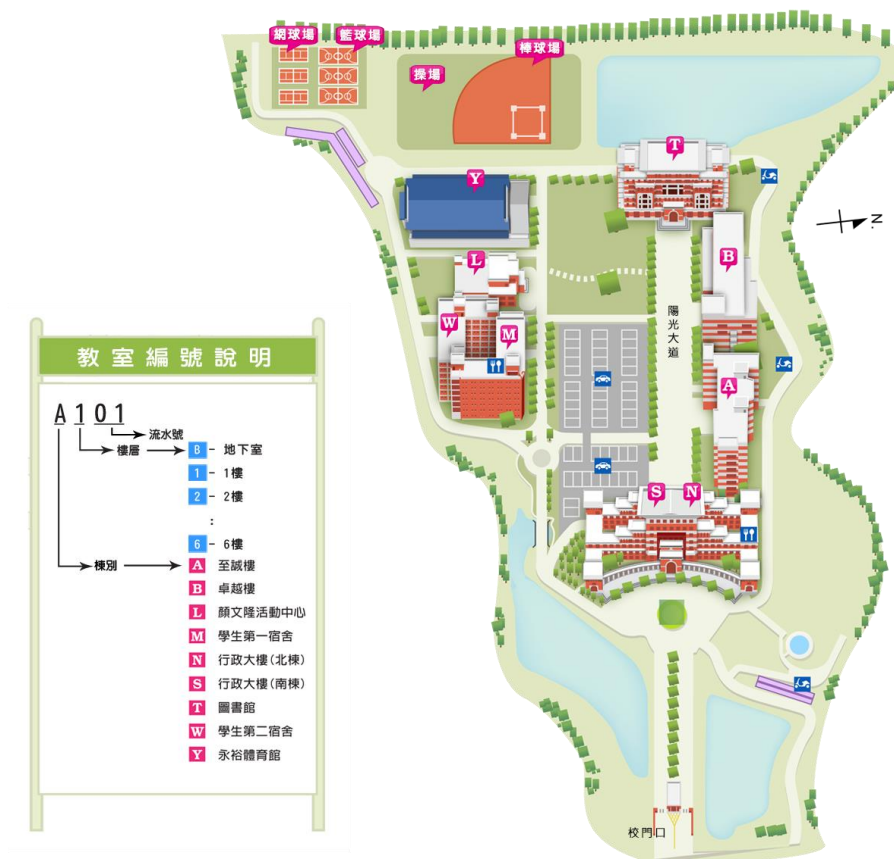 網球場
籃球場
棒球場
操場
T
Y
N.
B
L
陽光大道
W
M
A
S
N
校門口
教室編號說明
A101
流水號
樓層
B - 地下室
1 - 1樓
2 - 2樓
:
6 - 6樓
棟別
A 至誠樓
B 卓越樓
L 顏文隆活動中心
M 學生第一宿舍
N 行政大樓(北棟)
S 行政大樓(南棟)
T 圖書館
W 學生第二宿舍
Y 永裕體育館